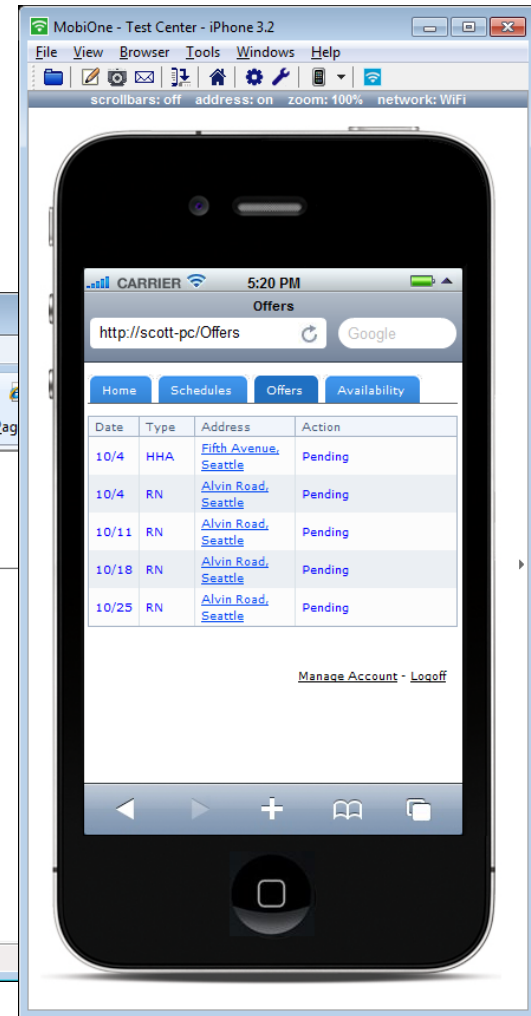 MobiOne - Test Center - iPhone 3.2
File View Browser Tools Windows Help
scrollbars: off address: on zoom: 100% network: WiFi
CARRIER 5:20 PM
Offers
http://scott-pc/Offers Google
Home Schedules Offers Availability
Date Type Address Action
10/4 HHA Fifth Avenue, Pending
Seattle
10/4 RN Alvin Road, Pending
Seattle
10/11 RN Alvin Road, Pending
Seattle
10/18 RN Alvin Road, Pending
Seattle
10/25 RN Alvin Road, Pending
Seattle
Manage Account - Logoff